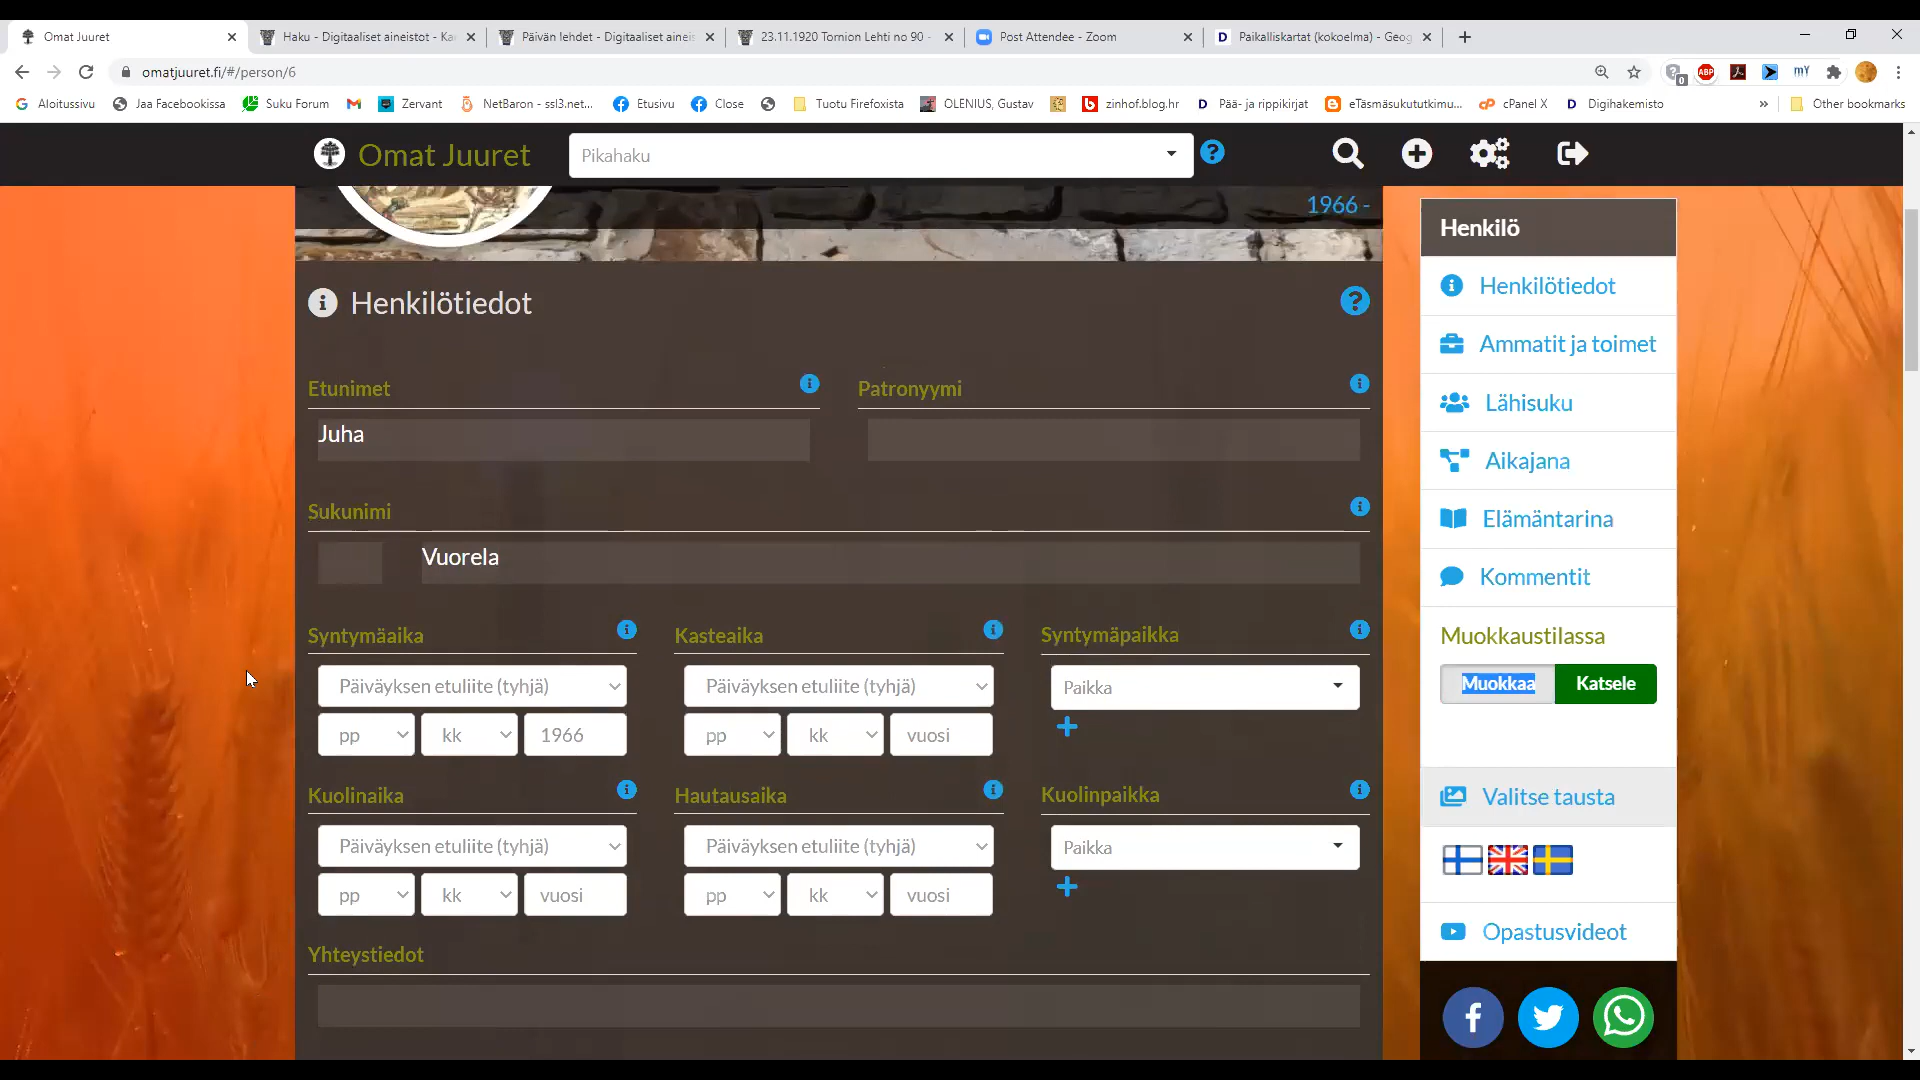 Omat Juuret
Haku - Digitaaliset aineistot - Ka
Päivän lehdet - Digitaaliset aineis
23.11.1920 Tornion Lehti no 90 -
Post Attendee - Zoom
Paikalliskartat (kokoelma) - Geog
omatjuuret.fi/#/person/6
0
ABP
mY
Aloitussivu
Jaa Facebookissa
Suku Forum
Zervant
NetBaron - ssl3.net...
Etusivu
Close
Tuotu Firefoxista
OLENIUS, Gustav
zinhof.blog.hr
Pää- ja rippikirjat
eTäsmäsukututkimu...
cPanel X
Digihakemisto
»
Other bookmarks
Omat Juuret
Pikahaku
1966 -
Henkilötiedot
Etunimet
Patronyymi
Juha
Sukunimi
Vuorela
Syntymäaika
Kasteaika
Syntymäpaikka
Päiväyksen etuliite (tyhjä)
Päiväyksen etuliite (tyhjä)
Paikka
pp
kk
1966
pp
kk
vuosi
Kuolinaika
Hautausaika
Kuolinpaikka
Päiväyksen etuliite (tyhjä)
Päiväyksen etuliite (tyhjä)
Paikka
pp
kk
vuosi
pp
kk
vuosi
Yhteystiedot
Henkilö
Henkilötiedot
Ammatit ja toimet
Lähisuku
Aikajana
Elämäntarina
Kommentit
Muokkaustilassa
Muokkaa
Katsele
Valitse tausta
Opastusvideot